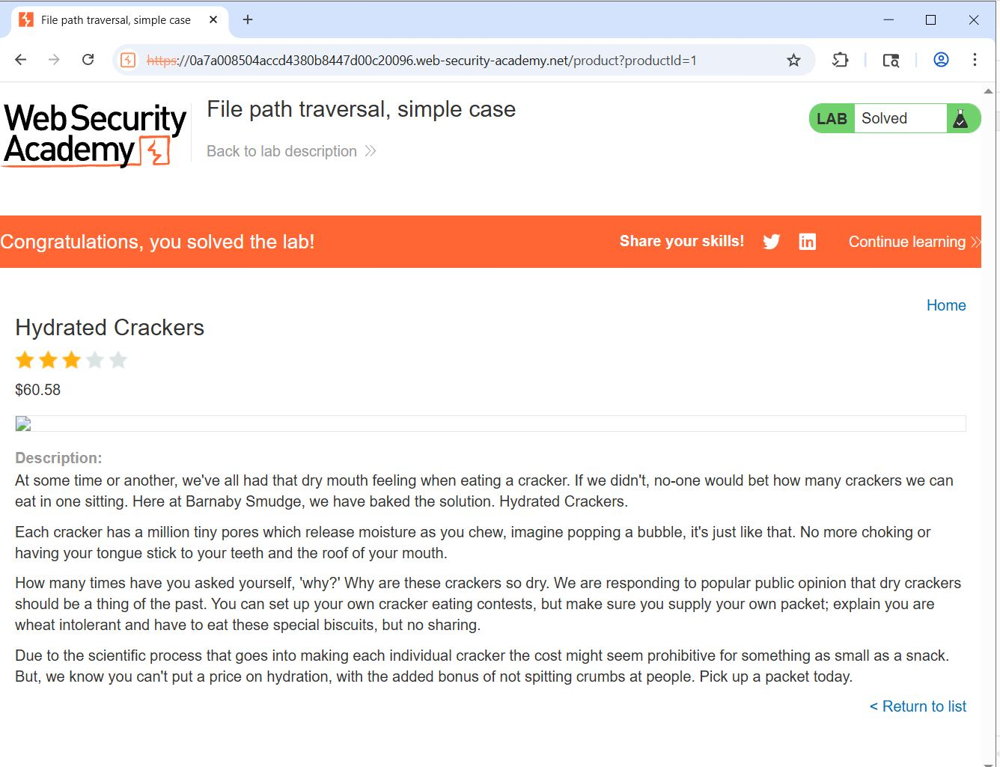 File path traversal, simple case
https://0a7a008504accd4380b8447d00c20096.web-security-academy.net/product?productId=1
Web Security
Academy
File path traversal, simple case
Back to lab description
LAB Solved
Congratulations, you solved the lab!
Share your skills!
Continue learning
Home
Hydrated Crackers
$60.58
Description:
At some time or another, we've all had that dry mouth feeling when eating a cracker. If we didn't, no-one would bet how many crackers we can
eat in one sitting. Here at Barnaby Smudge, we have baked the solution. Hydrated Crackers.
Each cracker has a million tiny pores which release moisture as you chew, imagine popping a bubble, it's just like that. No more choking or
having your tongue stick to your teeth and the roof of your mouth.
How many times have you asked yourself, 'why?' Why are these crackers so dry. We are responding to popular public opinion that dry crackers
should be a thing of the past. You can set up your own cracker eating contests, but make sure you supply your own packet; explain you are
wheat intolerant and have to eat these special biscuits, but no sharing.
Due to the scientific process that goes into making each individual cracker the cost might seem prohibitive for something as small as a snack.
But, we know you can't put a price on hydration, with the added bonus of not spitting crumbs at people. Pick up a packet today.
< Return to list